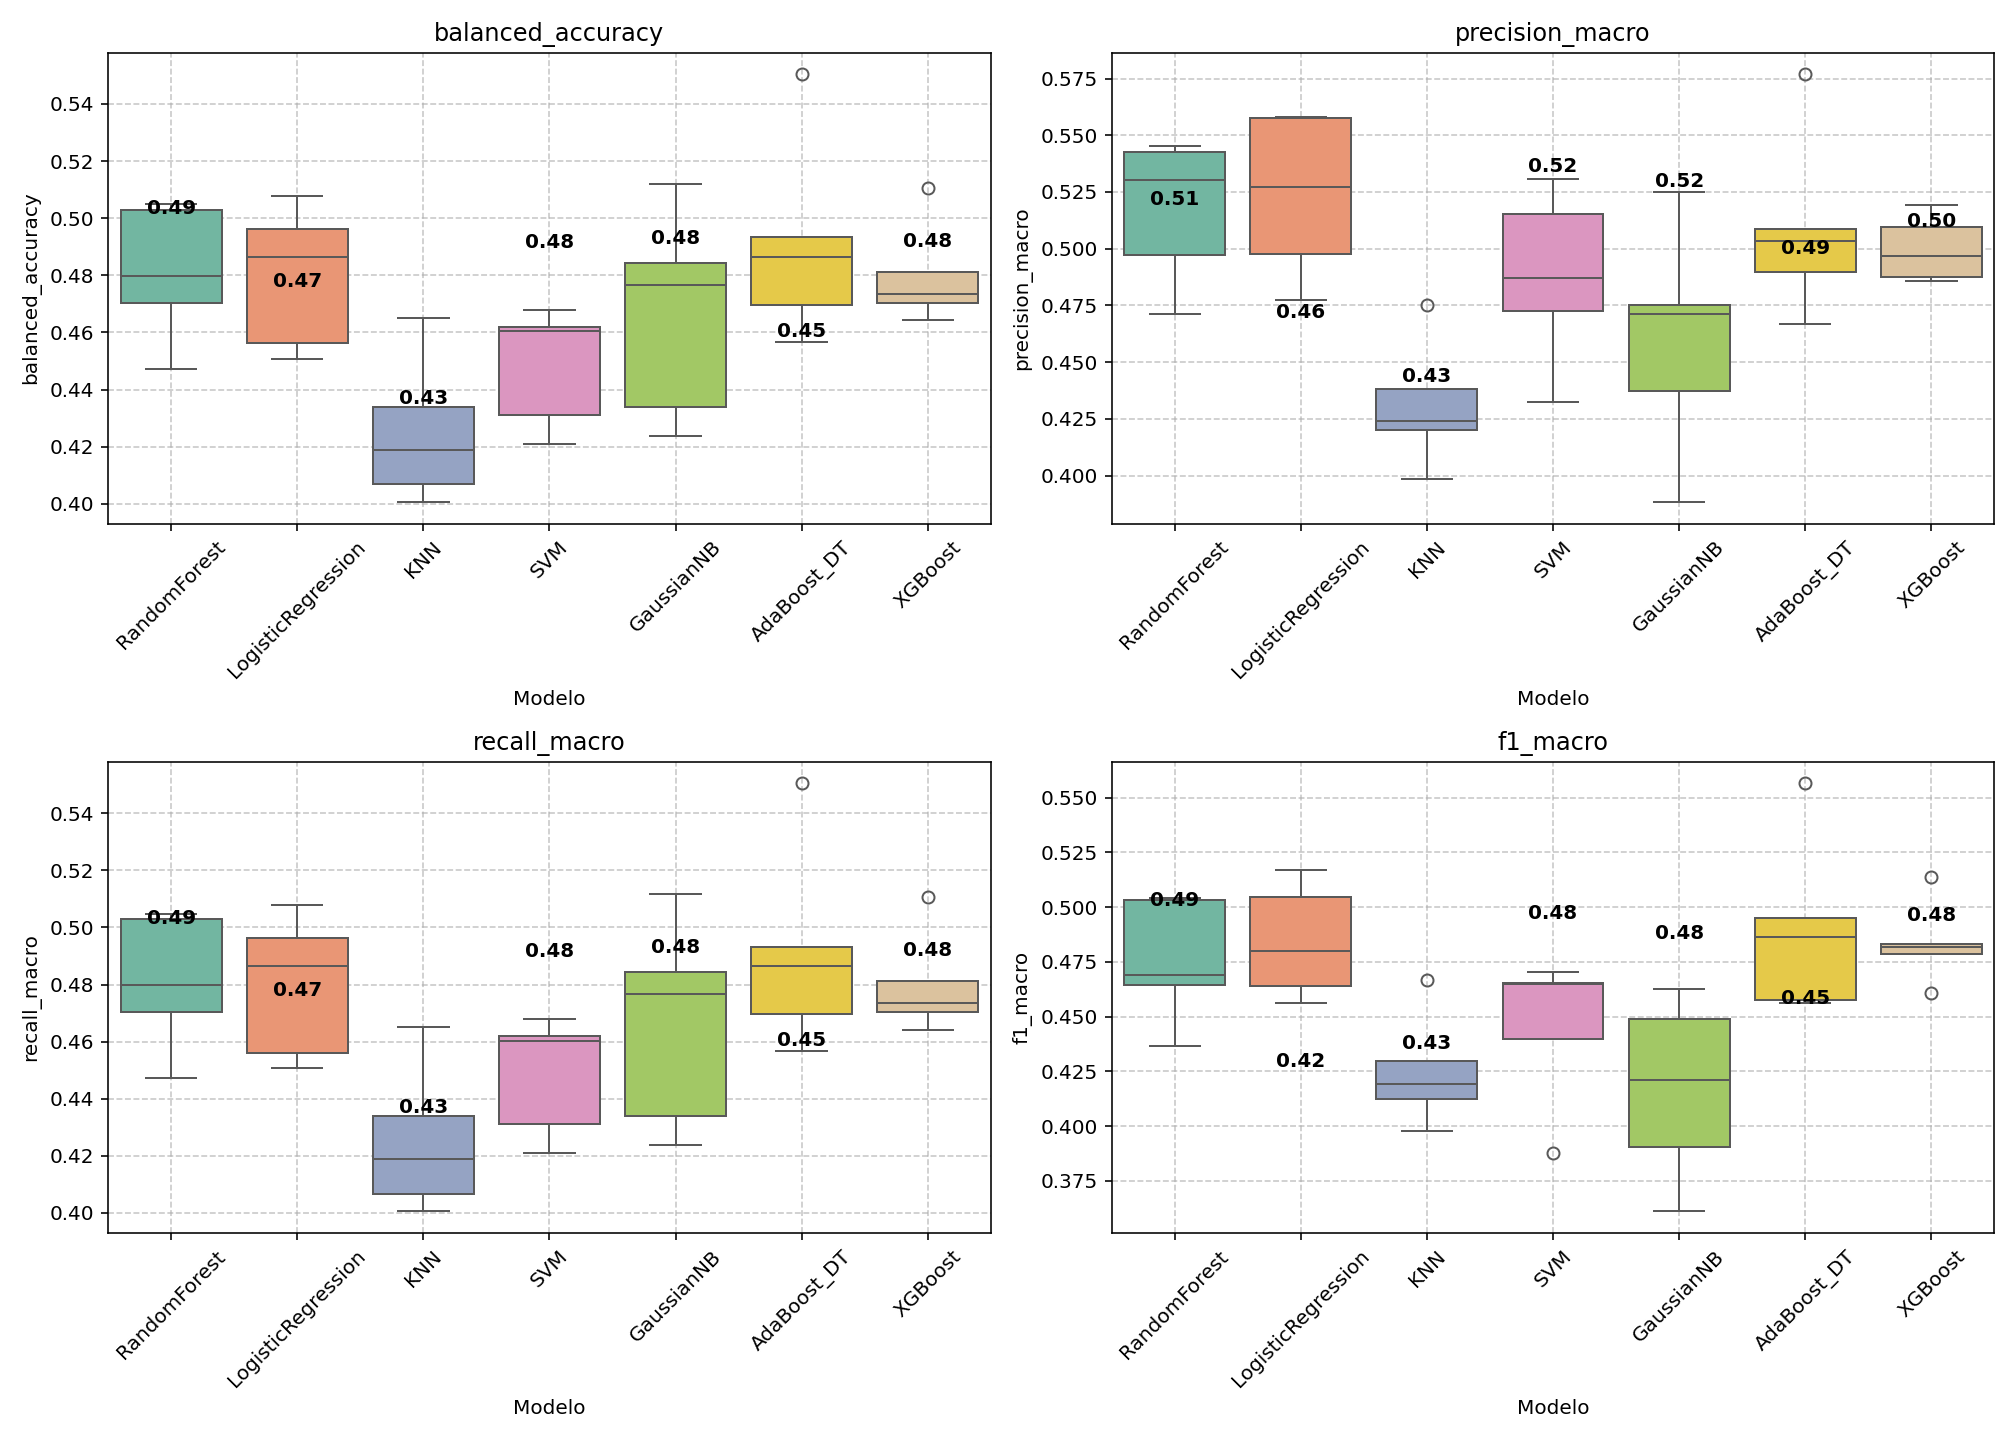 balanced_accuracy
balanced_accuracy
0.54
0.52
0.50
0.48
0.46
0.44
0.42
0.40
0.49
0.47
0.43
0.48
0.48
0.45
0.48
RandomForest
LogisticRegression
KNN
SVM
GaussianNB
AdaBoost_DT
XGBoost
Modelo
precision_macro
precision_macro
0.575
0.550
0.525
0.500
0.475
0.450
0.425
0.400
0.51
0.46
0.43
0.52
0.52
0.49
0.50
RandomForest
LogisticRegression
KNN
SVM
GaussianNB
AdaBoost_DT
XGBoost
Modelo
recall_macro
recall_macro
0.54
0.52
0.50
0.48
0.46
0.44
0.42
0.40
0.49
0.47
0.43
0.48
0.48
0.45
0.48
RandomForest
LogisticRegression
KNN
SVM
GaussianNB
AdaBoost_DT
XGBoost
Modelo
f1_macro
f1_macro
0.550
0.525
0.500
0.475
0.450
0.425
0.400
0.375
0.49
0.42
0.43
0.48
0.48
0.45
0.48
RandomForest
LogisticRegression
KNN
SVM
GaussianNB
AdaBoost_DT
XGBoost
Modelo